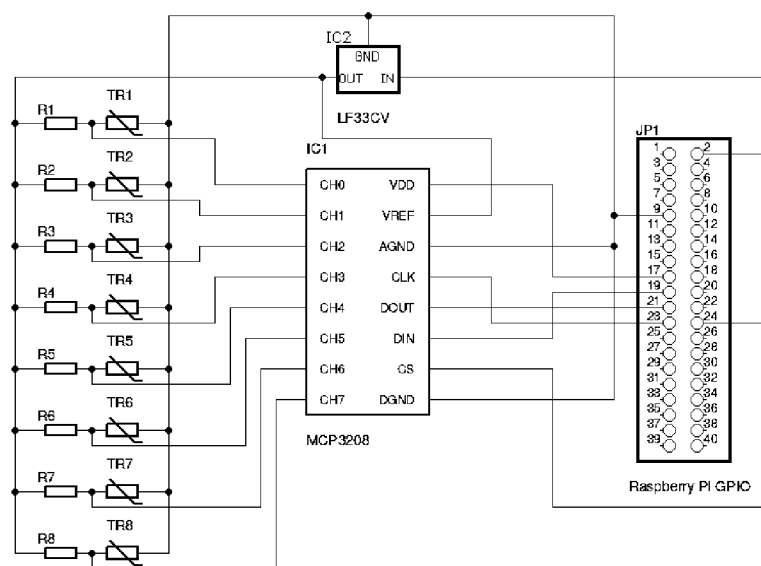 IC2
GND
OUT IN
LF33CV
R1 TR1
R2 TR2
R3 TR3
R4 TR4
R5 TR5
R6 TR6
R7 TR7
R8 TR8
IC1
CH0 VDD
CH1 VREF
CH2 AGND
CH3 CLK
CH4 DOUT
CH5 DIN
CH6 CS
CH7 DGND
MCP3208
JP1
1 2
3 4
5 6
7 8
9 10
11 12
13 14
15 16
17 18
19 20
21 22
23 24
25 26
27 28
29 30
31 32
33 34
35 36
37 38
39 40
Raspberry PI GPIO